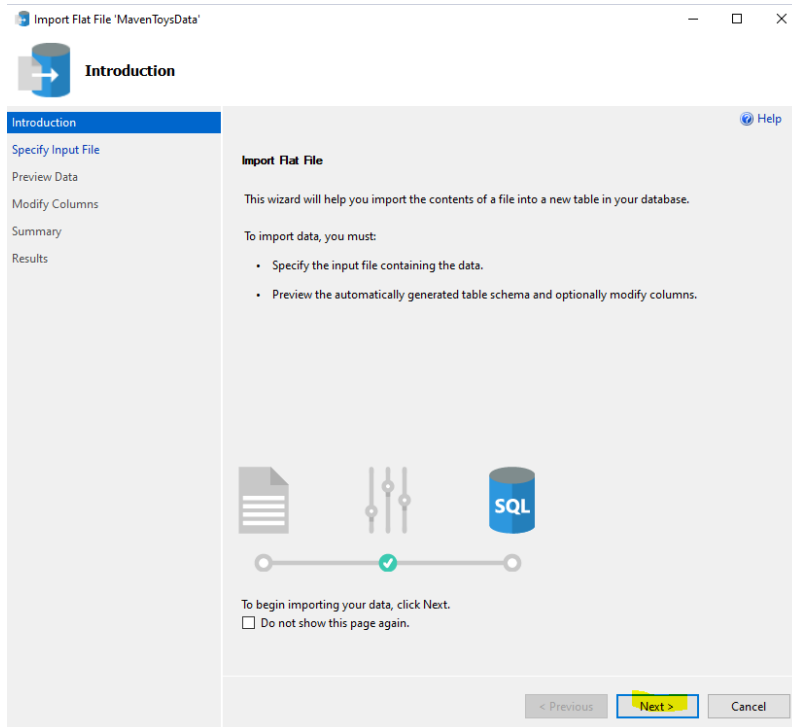 Import Flat File 'MavenToysData'
Introduction
Introduction
Specify Input File
Preview Data
Modify Columns
Summary
Results
Help
Import Flat File
This wizard will help you import the contents of a file into a new table in your database.
To import data, you must:
• Specify the input file containing the data.
• Preview the automatically generated table schema and optionally modify columns.
SQL
To begin importing your data, click Next.
Do not show this page again.
< Previous
Next >
Cancel